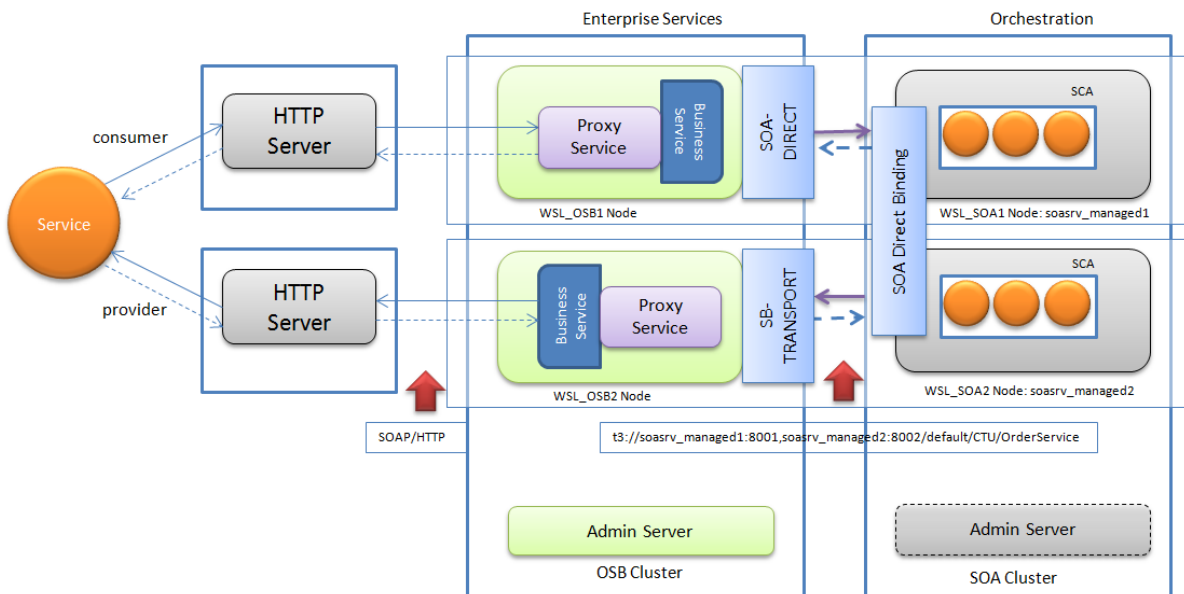 Enterprise Services
Orchestration
consumer
HTTP
Server
Proxy
Service
Business
Service
SOA-
DIRECT
SCA
WSL_OSB1 Node
WSL_SOA1 Node: soasrv_managed1
Service
SOA Direct Binding
provider
HTTP
Server
Business
Service
Proxy
Service
SB-
TRANSPORT
SCA
WSL_OSB2 Node
WSL_SOA2 Node: soasrv_managed2
SOAP/HTTP
t3://soasrv_managed1:8001,soasrv_managed2:8002/default/CTU/OrderService
Admin Server
Admin Server
OSB Cluster
SOA Cluster